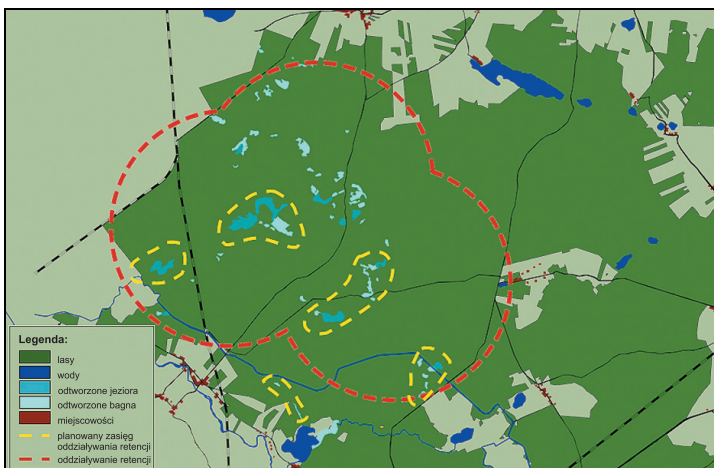 Legenda:
lasy
wody
odtworzone jeziora
odtworzone bagna
miejscowości
planowany zasięg
oddziaływania retencji
oddziaływanie retencji